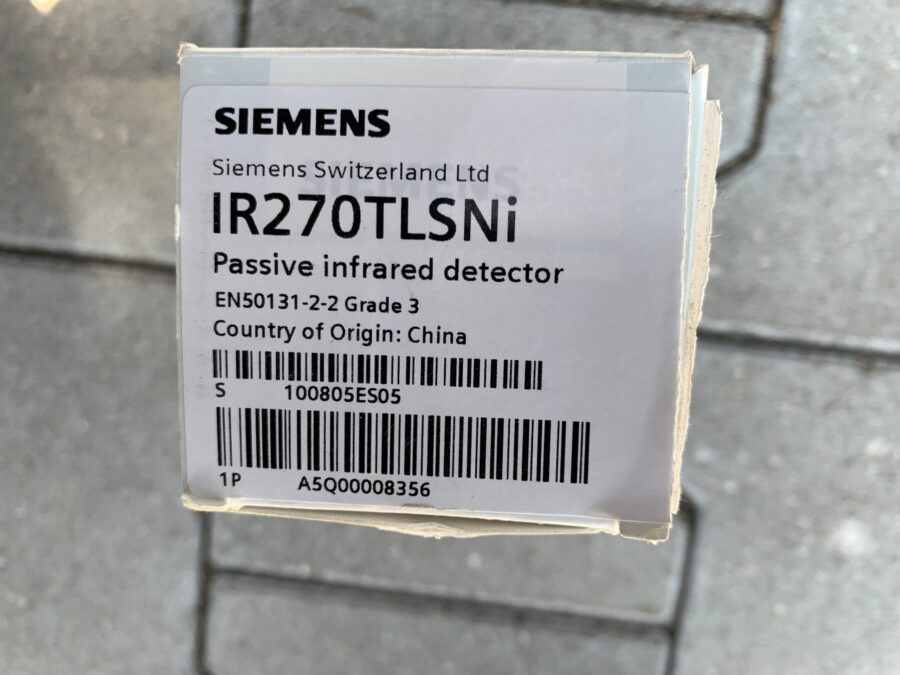 SIEMENS
Siemens Switzerland Ltd
IR270TLSNi
Passive infrared detector
EN50131-2-2 Grade 3
Country of Origin: China
S 100805ES05
1P A5Q00008356